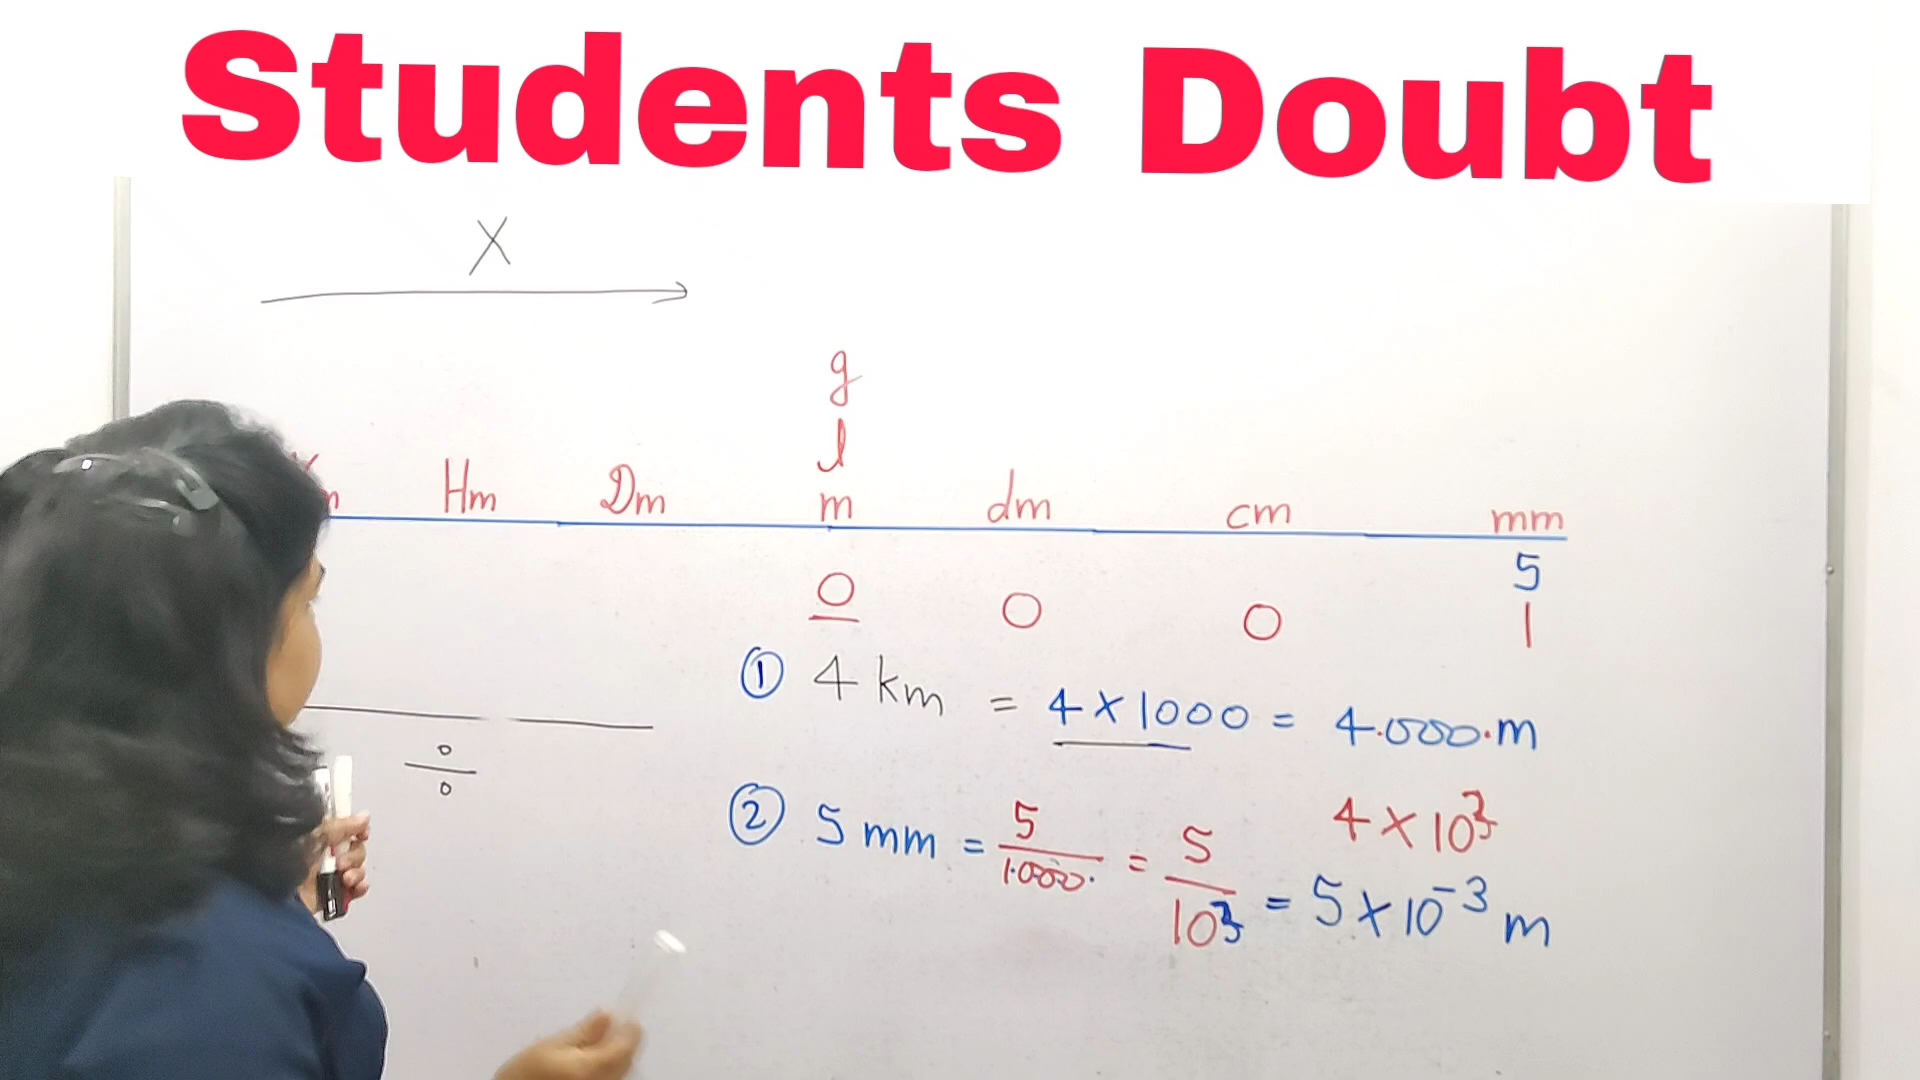 Students Doubt
X
g
l
m Hm Dm m dm cm mm
5
0 0 0 1
① 4 km = 4 × 1000 = 4.000.m
4 × 10³
÷
② 5 mm = 5/1.000. = 5/10³ = 5 × 10⁻³ m